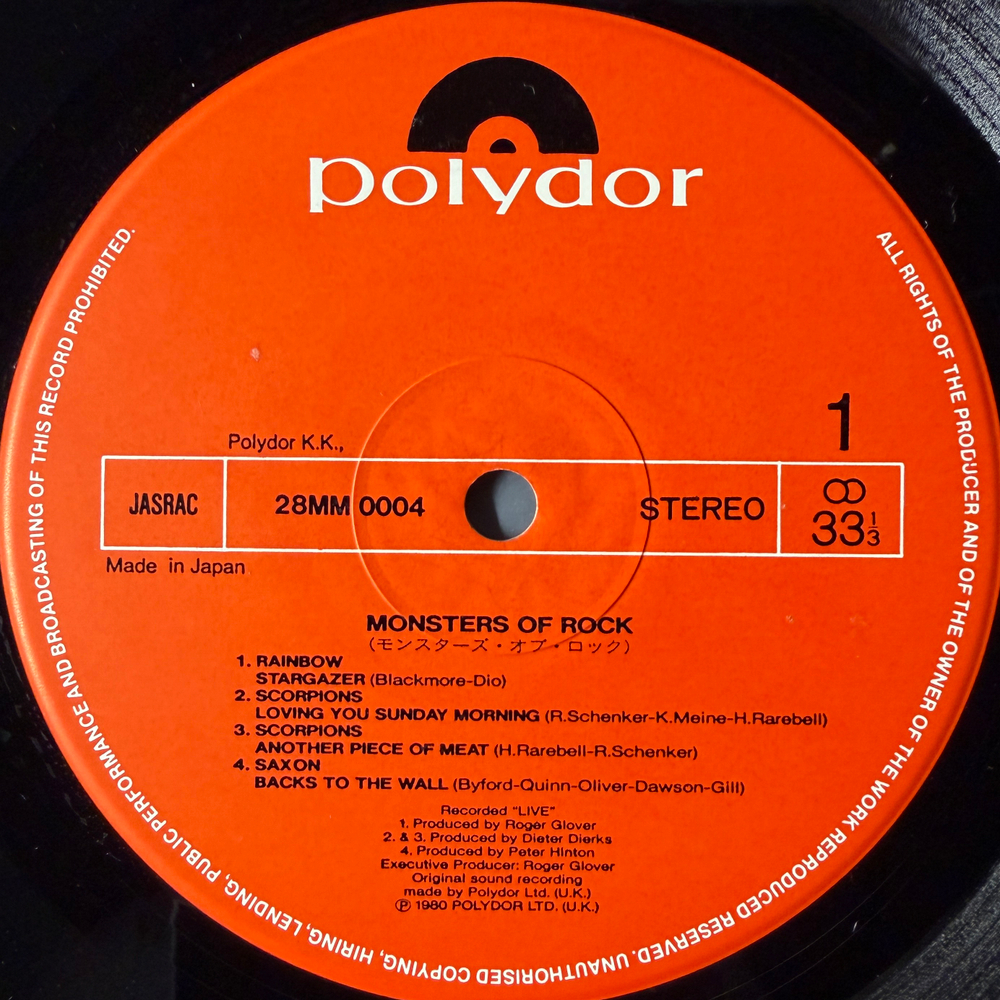 polydor
ALL RIGHTS OF THE PRODUCER AND OF THE OWNER OF THE WORK REPRODUCED RESERVED. UNAUTHORISED COPYING, HIRING, LENDING, PUBLIC PERFORMANCE AND BROADCASTING OF THIS RECORD PROHIBITED.
1
Polydor K.K.,
JASRAC 28MM 0004 STEREO 33 1/3
Made in Japan
MONSTERS OF ROCK
(モンスターズ・オブ・ロック)
1. RAINBOW
STARGAZER (Blackmore-Dio)
2. SCORPIONS
LOVING YOU SUNDAY MORNING (R.Schenker-K.Meine-H.Rarebell)
3. SCORPIONS
ANOTHER PIECE OF MEAT (H.Rarebell-R.Schenker)
4. SAXON
BACKS TO THE WALL (Byford-Quinn-Oliver-Dawson-Gill)
Recorded "LIVE"
1. Produced by Roger Glover
2. & 3. Produced by Dieter Dierks
4. Produced by Peter Hinton
Executive Producer: Roger Glover
Original sound recording
made by Polydor Ltd. (U.K.)
℗ 1980 POLYDOR LTD. (U.K.)